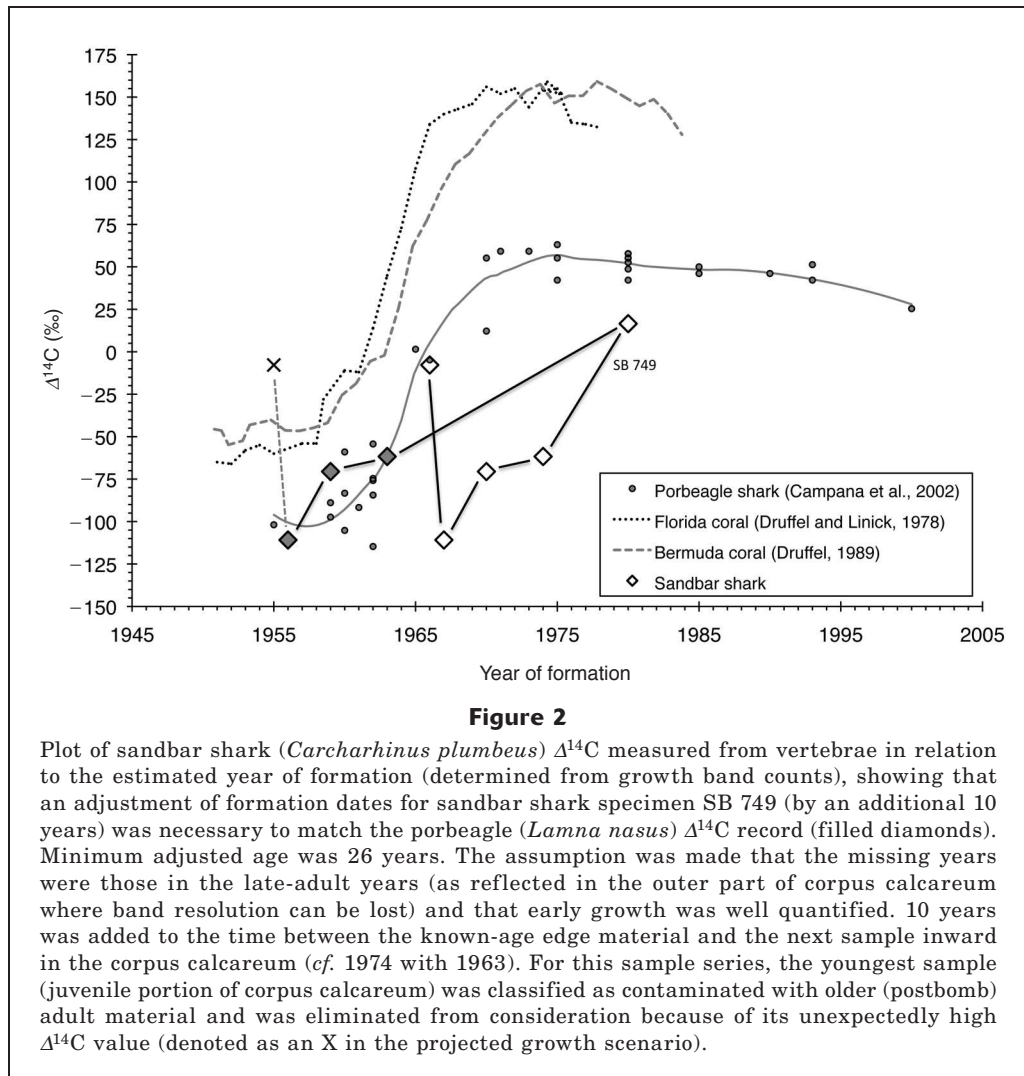 175
150
125
100
75
50
25
0
−25
−50
−75
−100
−125
−150
Δ¹⁴C (‰)
SB 749
Porbeagle shark (Campana et al., 2002)
Florida coral (Druffel and Linick, 1978)
Bermuda coral (Druffel, 1989)
Sandbar shark
1945 1955 1965 1975 1985 1995 2005
Year of formation
Figure 2
Plot of sandbar shark (Carcharhinus plumbeus) Δ¹⁴C measured from vertebrae in relation
to the estimated year of formation (determined from growth band counts), showing that
an adjustment of formation dates for sandbar shark specimen SB 749 (by an additional 10
years) was necessary to match the porbeagle (Lamna nasus) Δ¹⁴C record (filled diamonds).
Minimum adjusted age was 26 years. The assumption was made that the missing years
were those in the late-adult years (as reflected in the outer part of corpus calcareum
where band resolution can be lost) and that early growth was well quantified. 10 years
was added to the time between the known-age edge material and the next sample inward
in the corpus calcareum (cf. 1974 with 1963). For this sample series, the youngest sample
(juvenile portion of corpus calcareum) was classified as contaminated with older (postbomb)
adult material and was eliminated from consideration because of its unexpectedly high
Δ¹⁴C value (denoted as an X in the projected growth scenario).